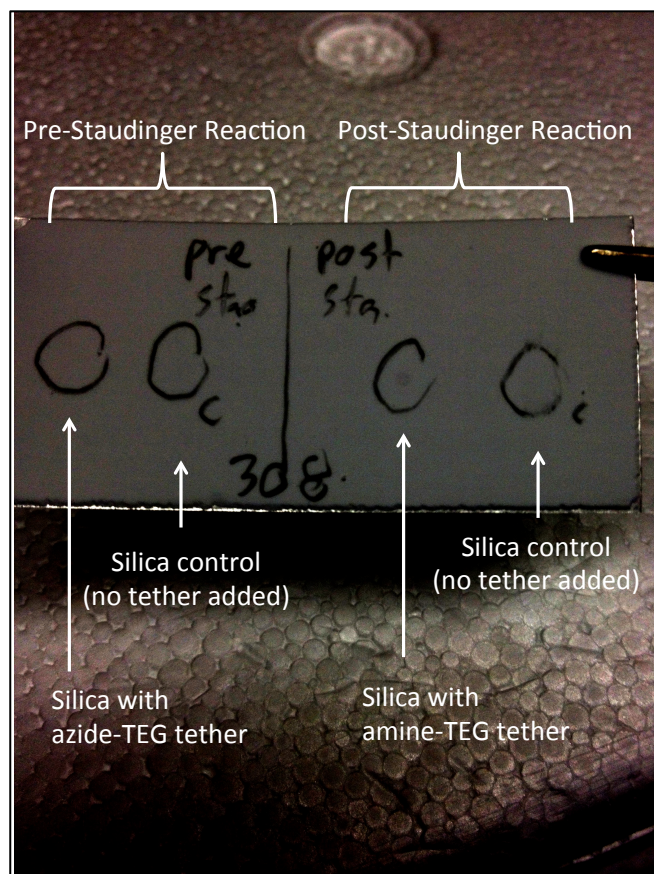 Pre-Staudinger Reaction
Post-Staudinger Reaction
pre
post
sta.
C
c
308.
Silica control
(no tether added)
Silica control
(no tether added)
Silica with
azide-TEG tether
Silica with
amine-TEG tether